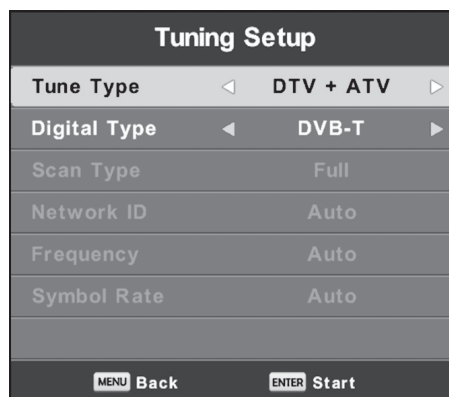 Tuning Setup
Tune Type DTV + ATV
Digital Type DVB-T
Scan Type Full
Network ID Auto
Frequency Auto
Symbol Rate Auto
MENU Back ENTER Start